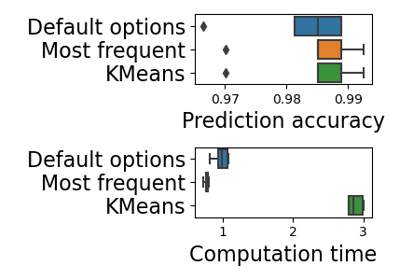 Default options
Most frequent
KMeans
0.97 0.98 0.99
Prediction accuracy
Default options
Most frequent
KMeans
1 2 3
Computation time